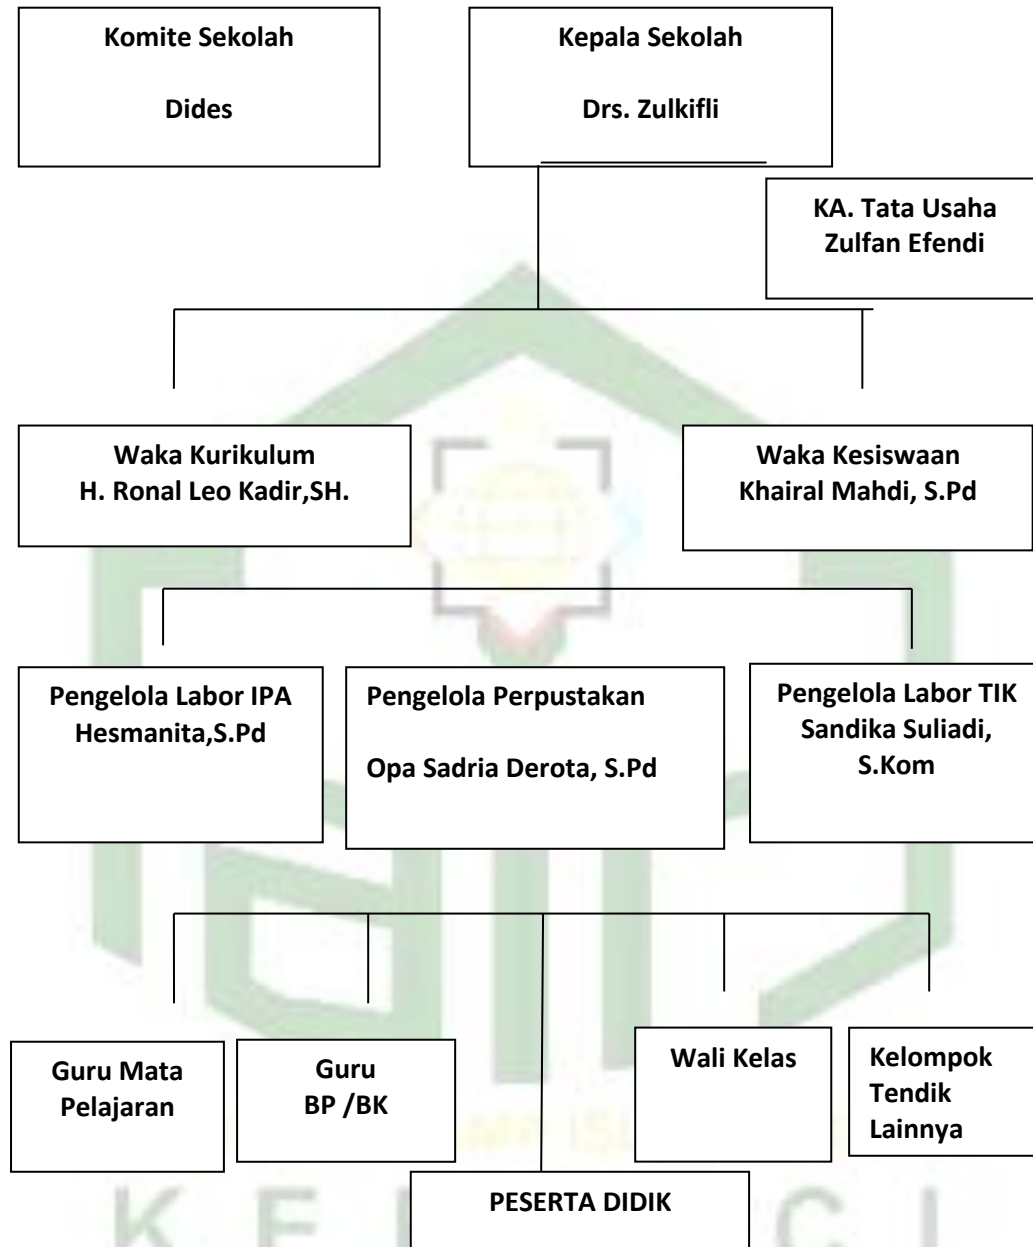 Komite Sekolah
Dides
Kepala Sekolah
Drs. Zulkifli
KA. Tata Usaha
Zulfan Efendi
Waka Kurikulum
H. Ronal Leo Kadir,SH.
Waka Kesiswaan
Khairal Mahdi, S.Pd
Pengelola Labor IPA
Hesmanita,S.Pd
Pengelola Perpustakan
Opa Sadria Derota, S.Pd
Pengelola Labor TIK
Sandika Suliadi,
S.Kom
Guru Mata
Pelajaran
Guru
BP /BK
Wali Kelas
Kelompok
Tendik
Lainnya
PESERTA DIDIK